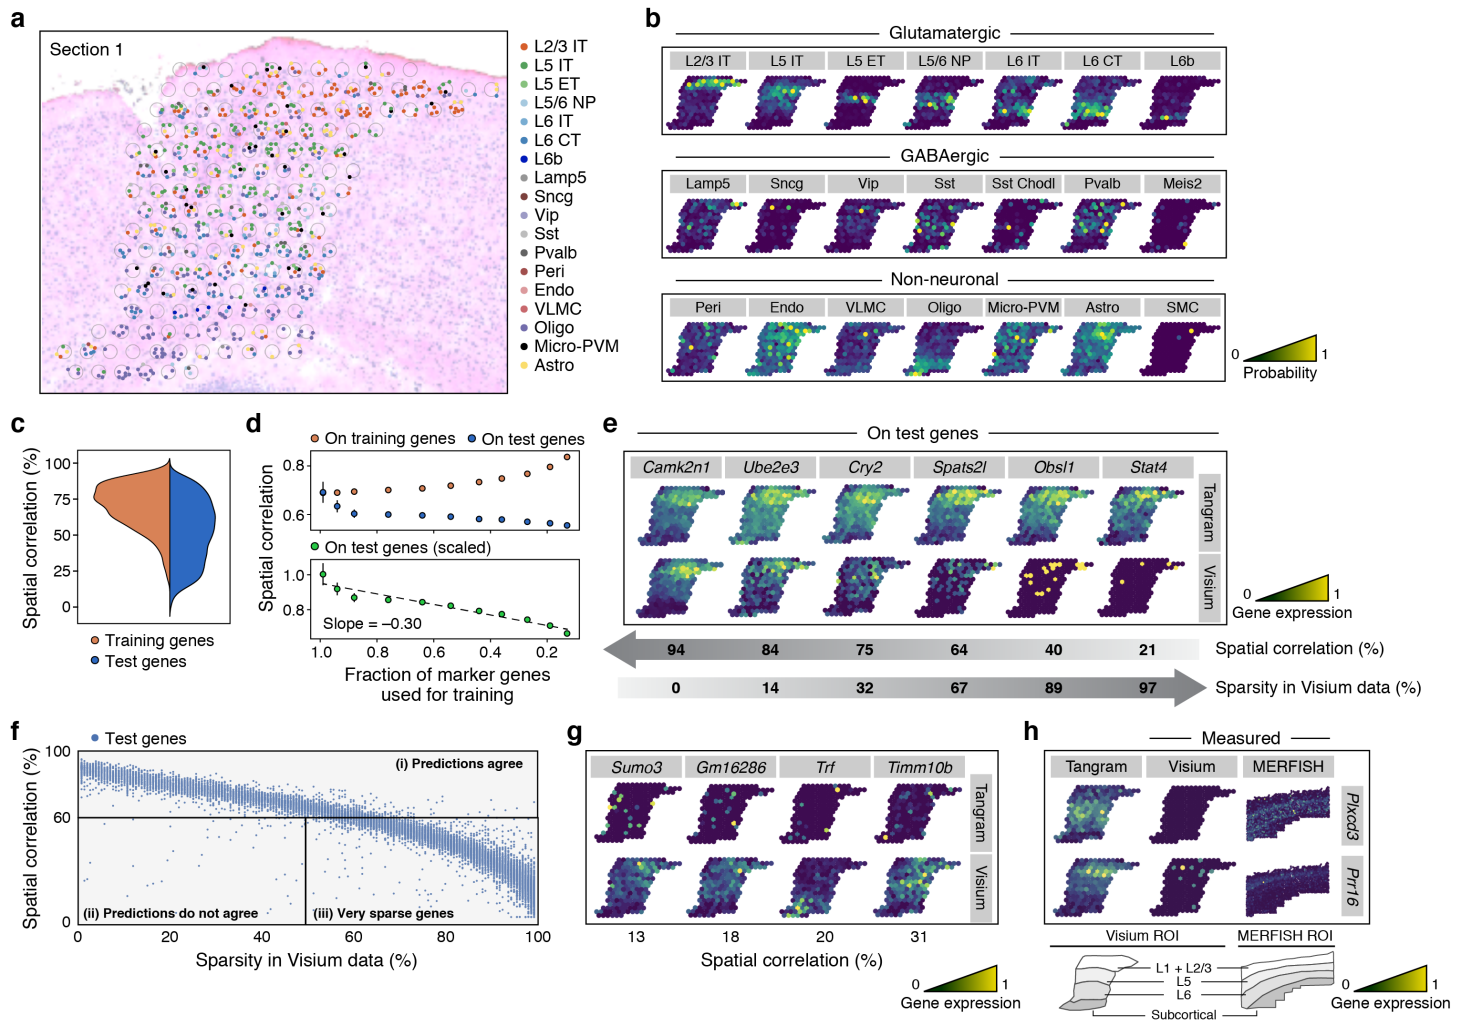 a
Section 1
L2/3 IT
L5 IT
L5 ET
L5/6 NP
L6 IT
L6 CT
L6b
Lamp5
Sncg
Vip
Sst
Pvalb
Peri
Endo
VLMC
Oligo
Micro-PVM
Astro
b
Glutamatergic
L2/3 IT L5 IT L5 ET L5/6 NP L6 IT L6 CT L6b
GABAergic
Lamp5 Sncg Vip Sst Sst Chodl Pvalb Meis2
Non-neuronal
Peri Endo VLMC Oligo Micro-PVM Astro SMC
0 1
Probability
c
Spatial correlation (%)
100
75
50
25
0
Training genes
Test genes
d
On training genes On test genes
Spatial correlation
0.8
0.6
On test genes (scaled)
1.0
0.8
Slope = –0.30
1.0 0.8 0.6 0.4 0.2
Fraction of marker genes
used for training
e
On test genes
Camk2n1 Ube2e3 Cry2 Spats2l Obsl1 Stat4
Tangram
Visium
0 1
Gene expression
94 84 75 64 40 21 Spatial correlation (%)
0 14 32 67 89 97 Sparsity in Visium data (%)
f
Test genes
Spatial correlation (%)
100
60
0
(i) Predictions agree
(ii) Predictions do not agree
(iii) Very sparse genes
0 20 40 60 80 100
Sparsity in Visium data (%)
g
Sumo3 Gm16286 Trf Timm10b
Tangram
Visium
13 18 20 31
Spatial correlation (%)
0 1
Gene expression
h
Measured
Tangram Visium MERFISH
Plxcd3
Prr16
Visium ROI MERFISH ROI
L1 + L2/3
L5
L6
Subcortical
0 1
Gene expression